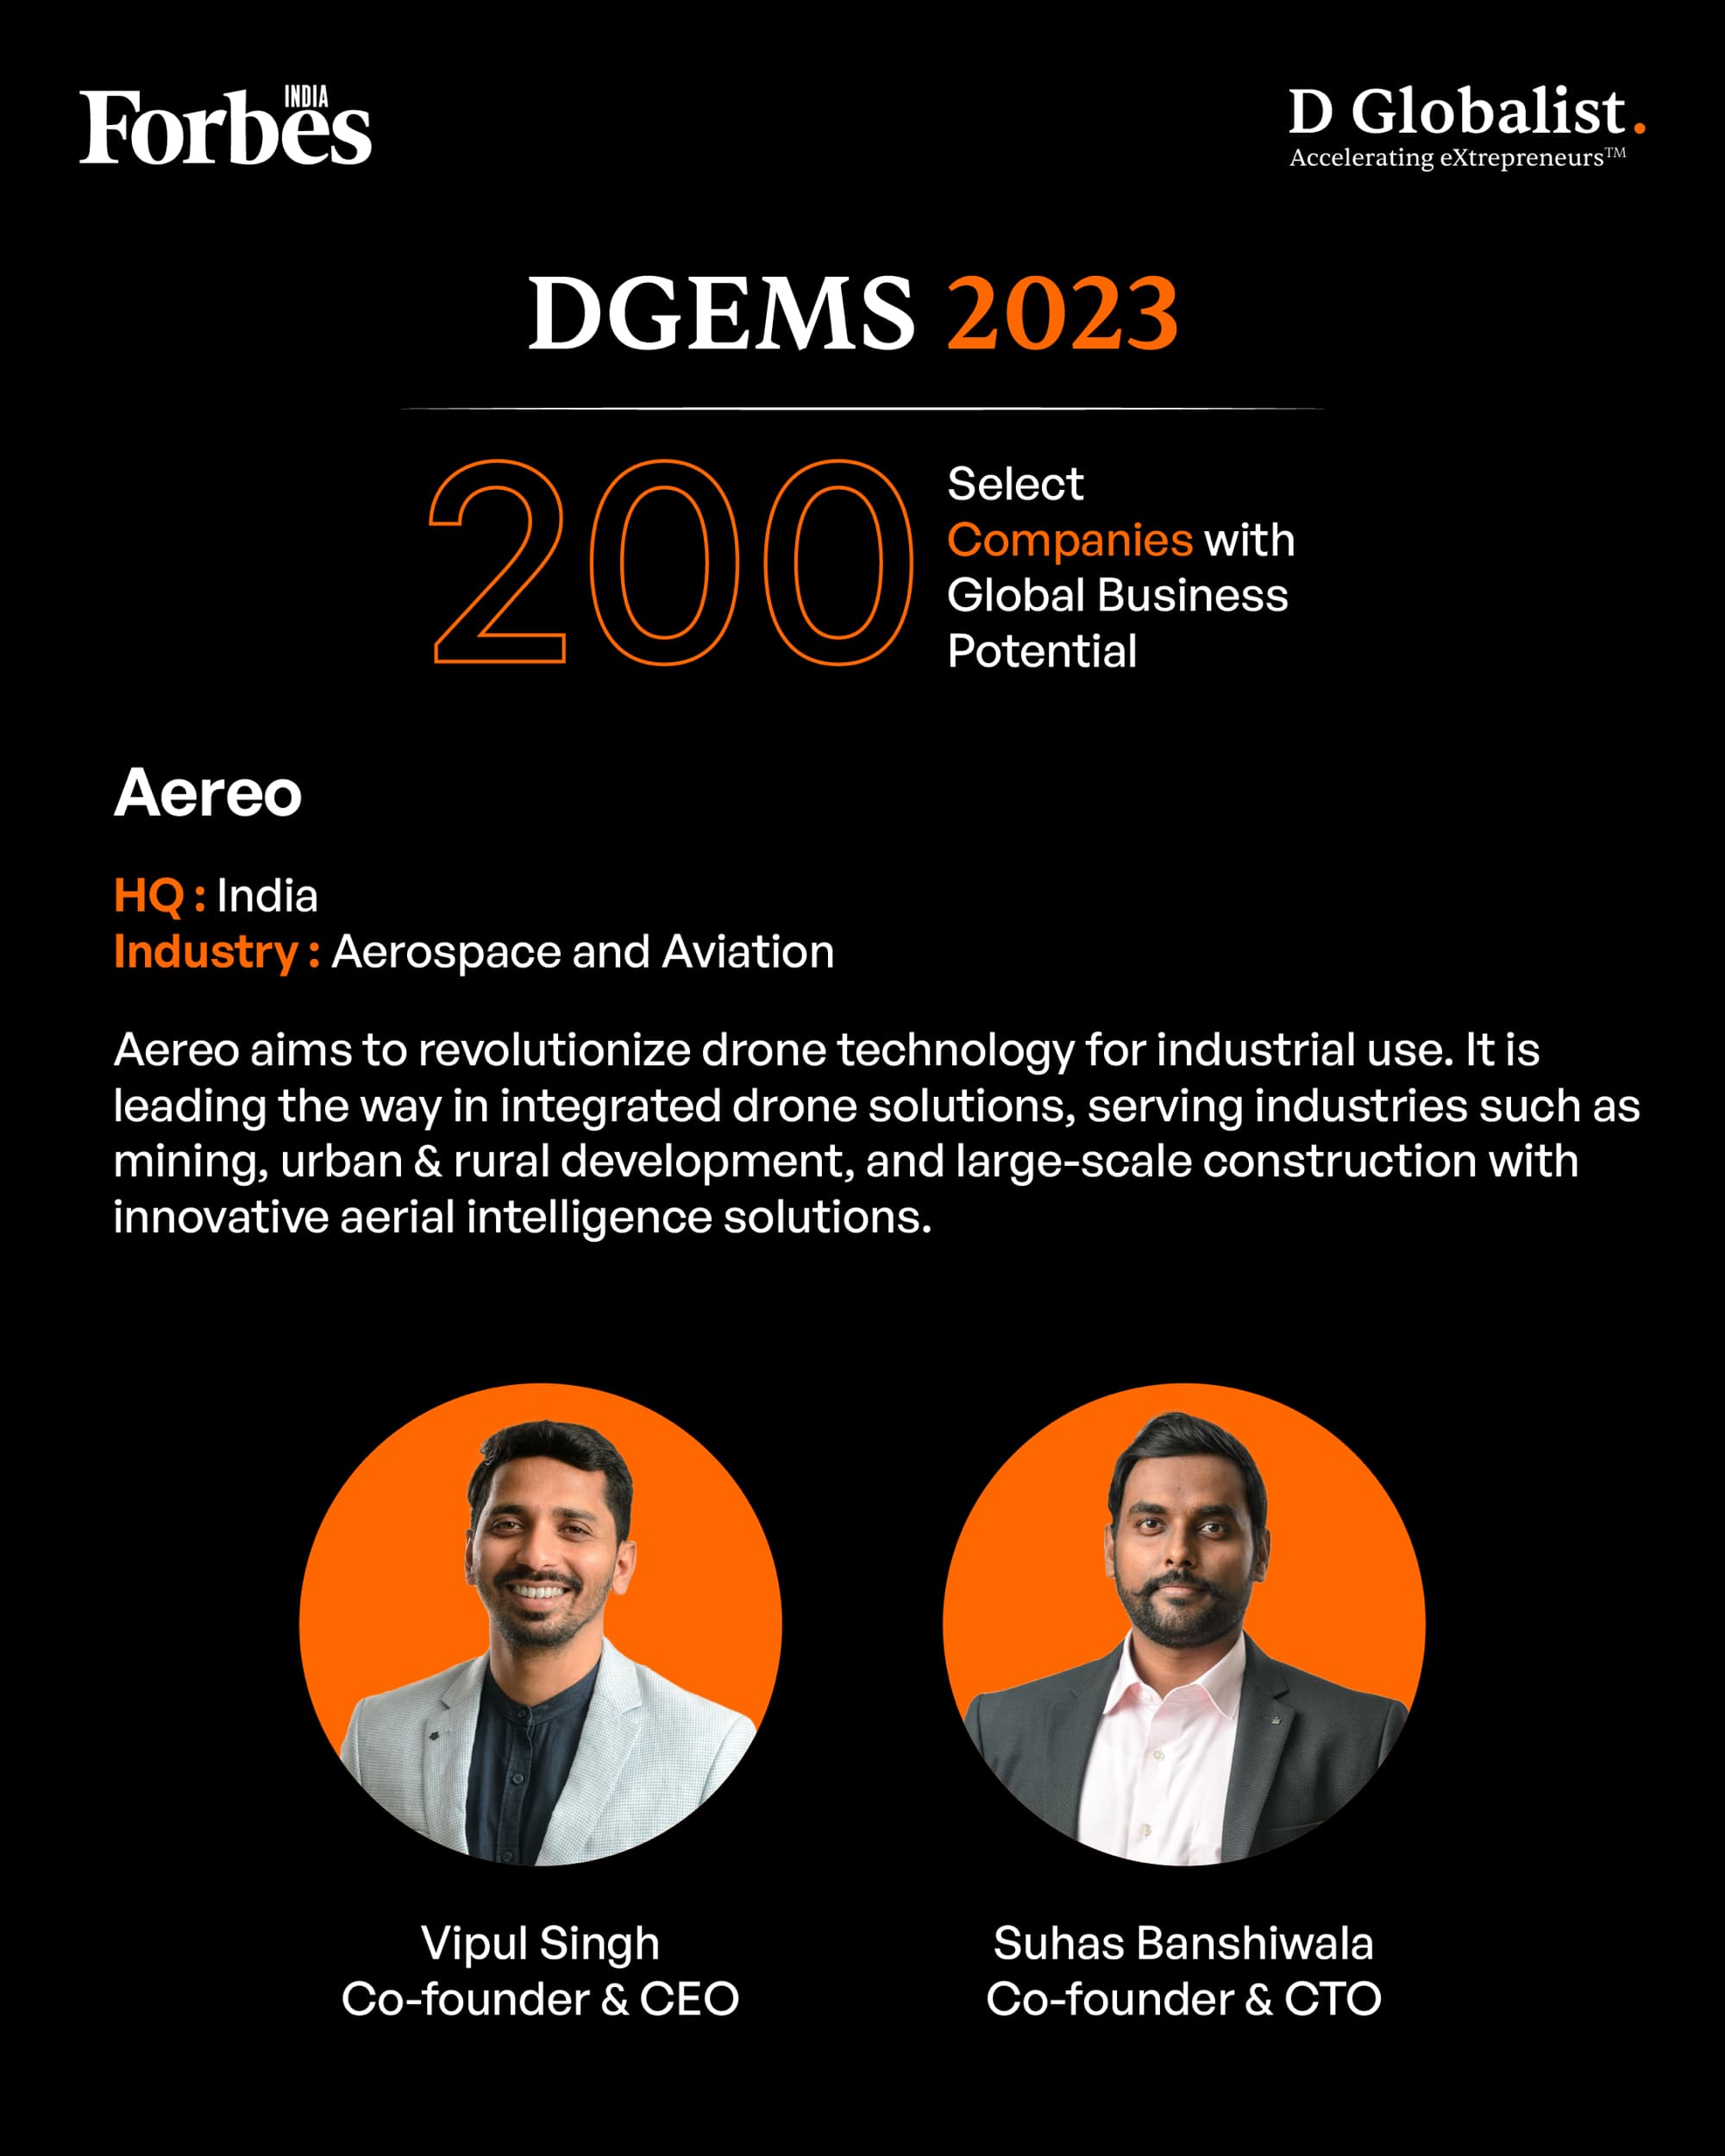 Forbes
INDIA
D Globalist.
Accelerating eXtrepreneurs™
DGEMS 2023
200
Select
Companies with
Global Business
Potential
Aereo
HQ : India
Industry : Aerospace and Aviation
Aereo aims to revolutionize drone technology for industrial use. It is
leading the way in integrated drone solutions, serving industries such as
mining, urban & rural development, and large-scale construction with
innovative aerial intelligence solutions.
Vipul Singh
Co-founder & CEO
Suhas Banshiwala
Co-founder & CTO